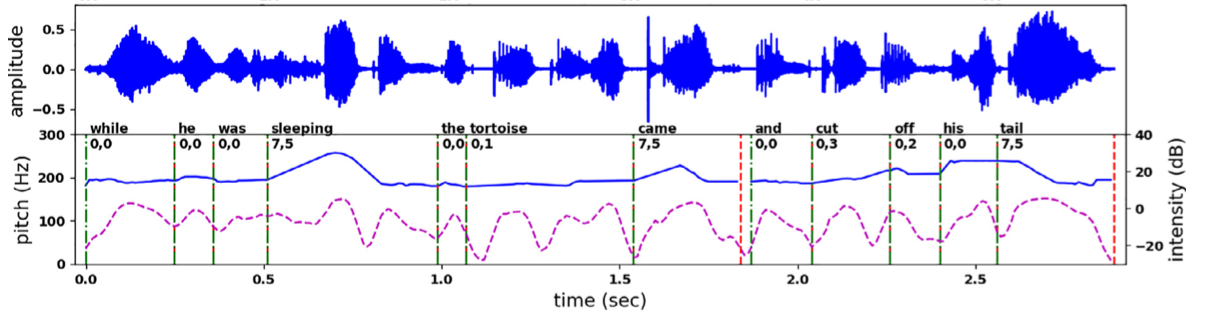 amplitude
0.5
0.0
−0.5
while he was sleeping the tortoise came and cut off his tail
0,0 0,0 0,0 7,5 0,0 0,1 7,5 0,0 0,3 0,2 0,0 7,5
pitch (Hz)
300
200
100
0
40
20
0
−20
intensity (dB)
0.0 0.5 1.0 1.5 2.0 2.5
time (sec)